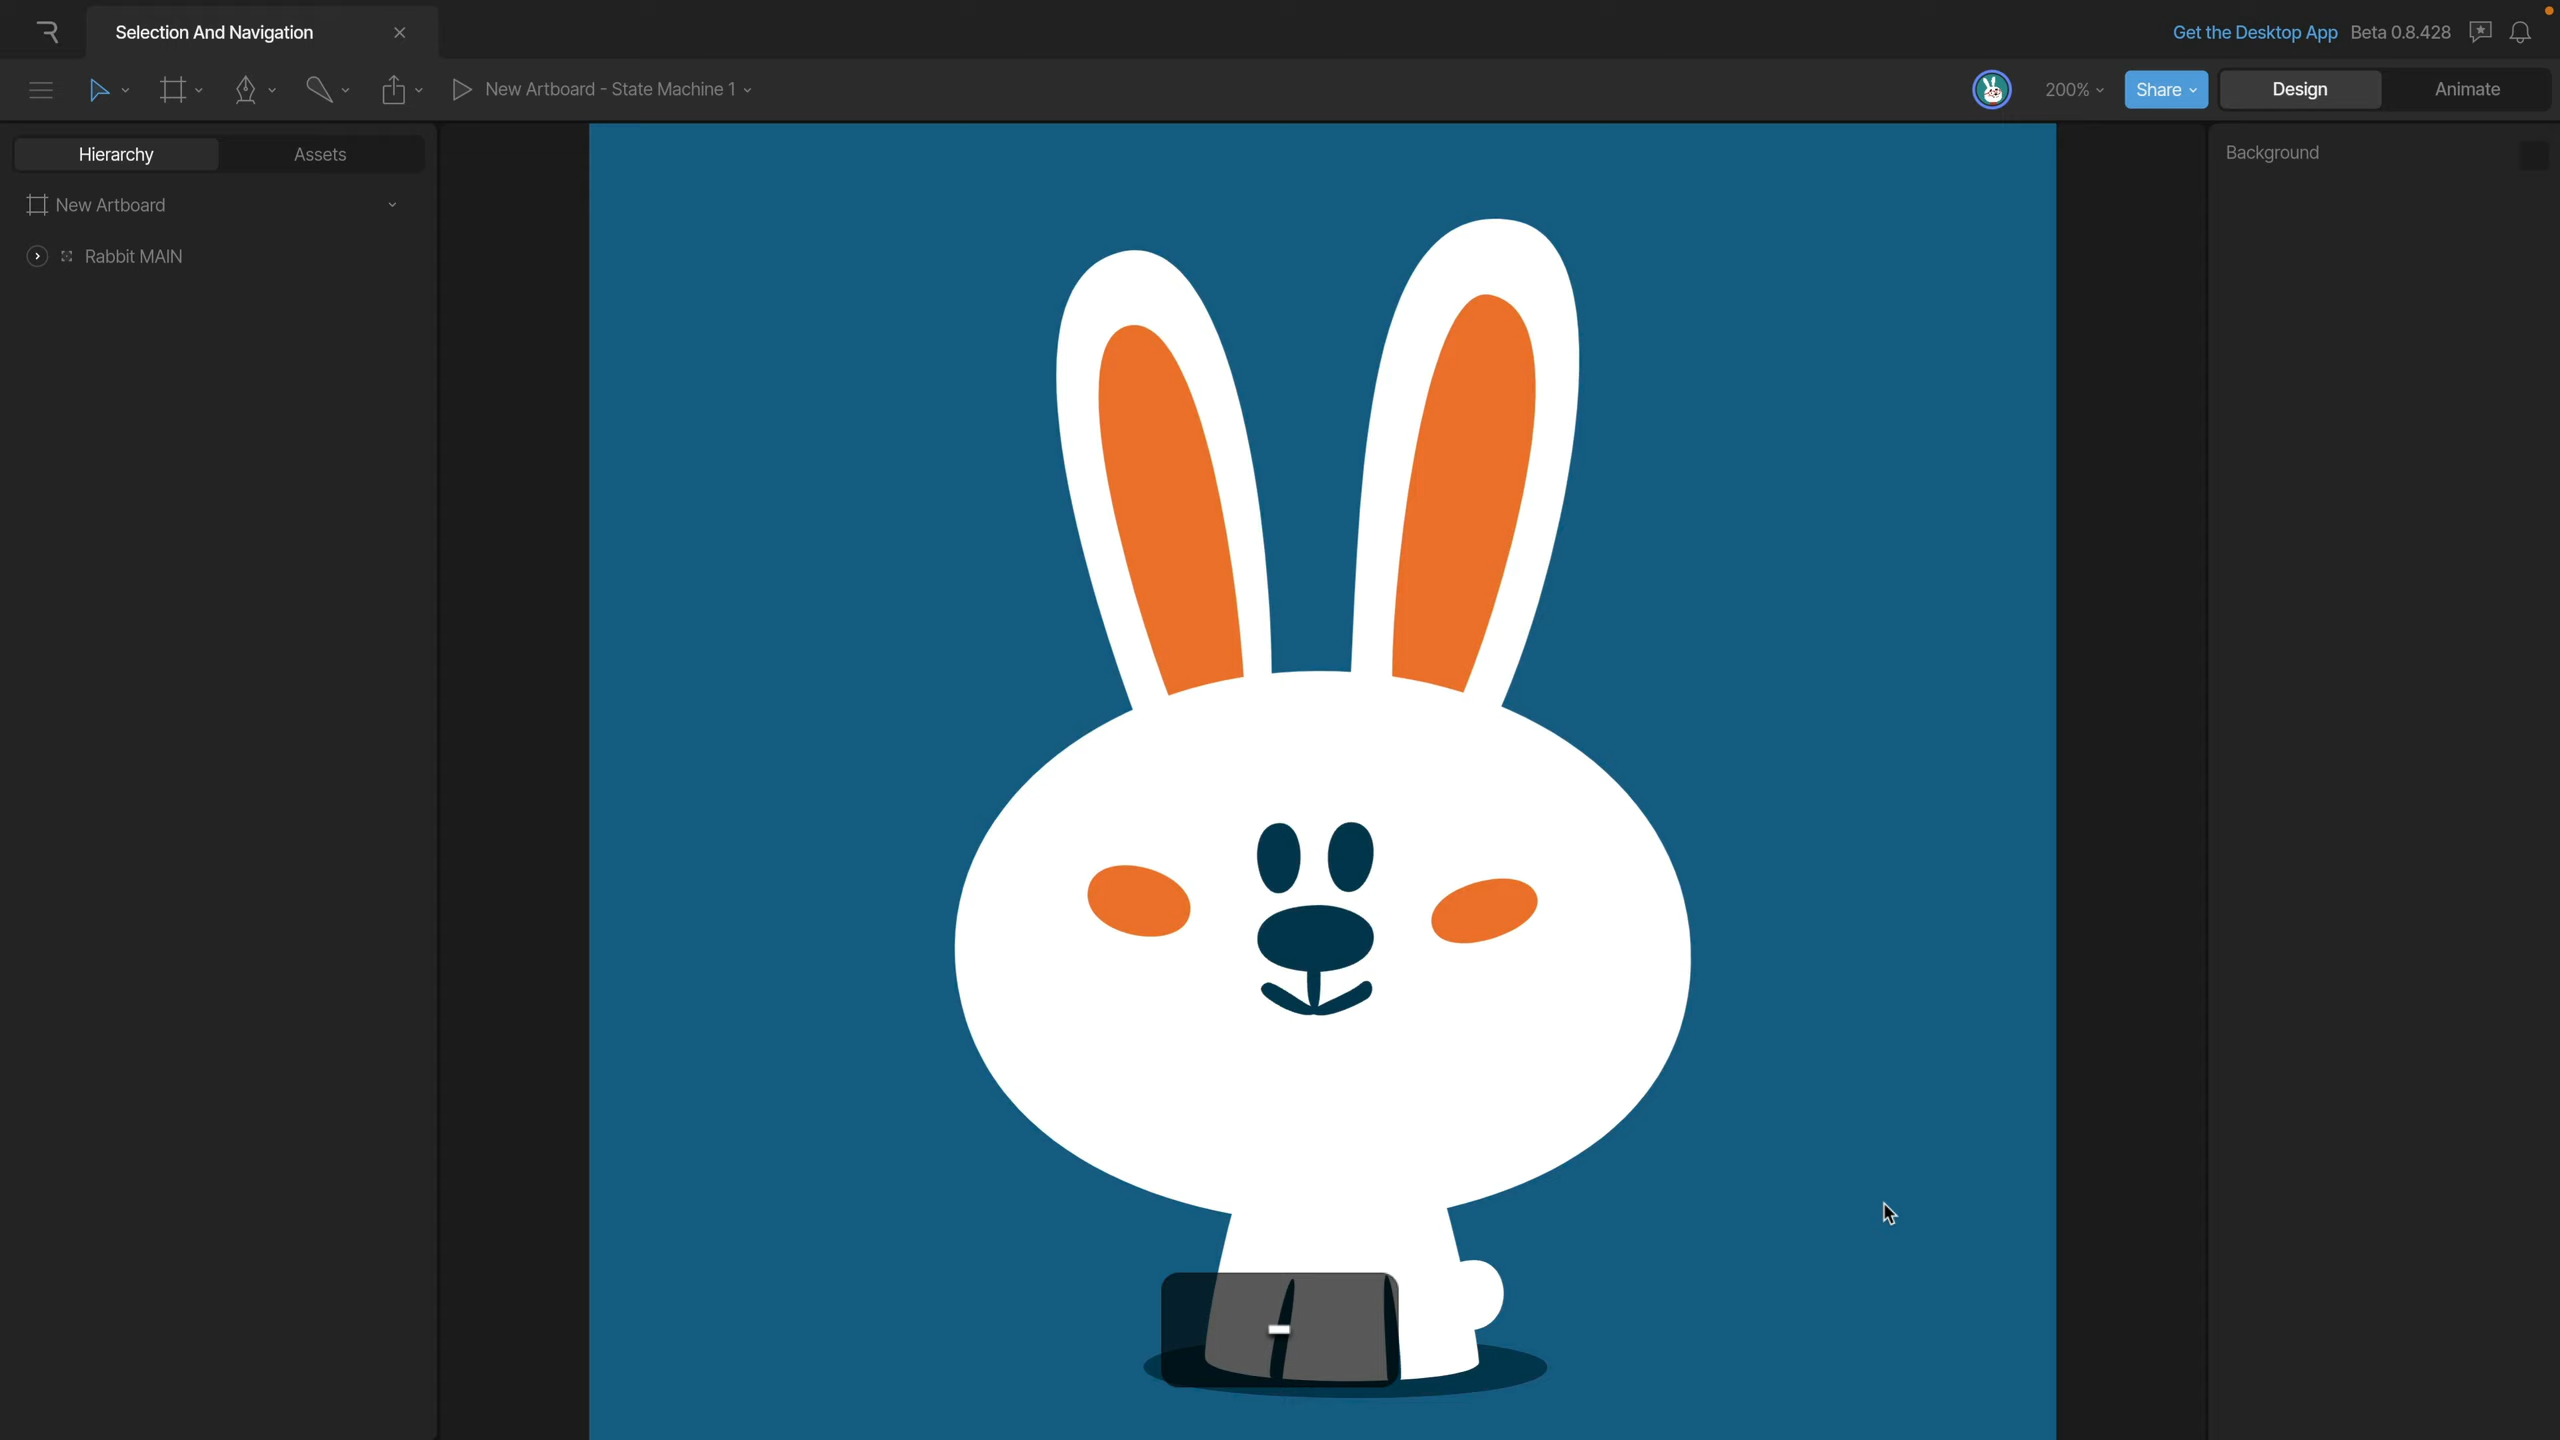 Selection And Navigation
Get the Desktop App Beta 0.8.428
New Artboard - State Machine 1
200% Share Design Animate
Hierarchy Assets
Background
New Artboard
Rabbit MAIN